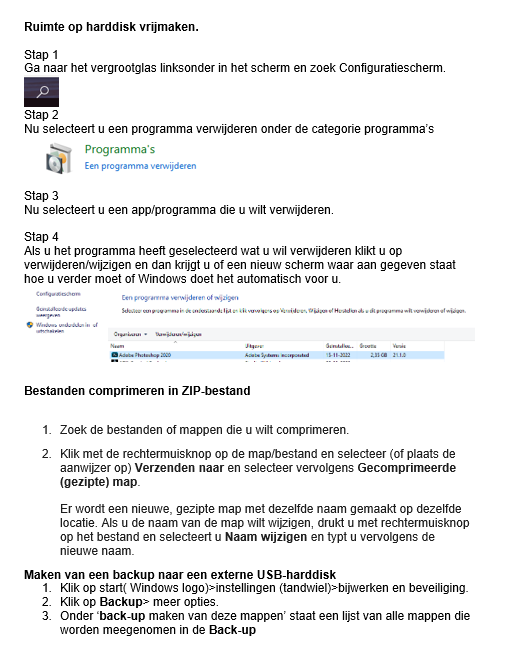 Ruimte op harddisk vrijmaken.
Stap 1
Ga naar het vergrootglas linksonder in het scherm en zoek Configuratiescherm.
Stap 2
Nu selecteert u een programma verwijderen onder de categorie programma's
Programma's
Een programma verwijderen
Stap 3
Nu selecteert u een app/programma die u wilt verwijderen.
Stap 4
Als u het programma heeft geselecteerd wat u wil verwijderen klikt u op
verwijderen/wijzigen en dan krijgt u of een nieuw scherm waar aan gegeven staat
hoe u verder moet of Windows doet het automatisch voor u.
Configuratiescherm
Een programma verwijderen of wijzigen
Geïnstalleerde updates
weergeven
Selecteer een programma in de onderstaande lijst en klik vervolgens op Verwijderen, Wijzigen of Herstellen als u dit programma wilt verwijderen of wijzigen.
Windows-onderdelen in- of
uitschakelen
Organiseren Verwijderen/wijzigen
Naam Uitgever Geïnstallee... Grootte Versie
Adobe Photoshop 2020 Adobe Systems Incorporated 15-11-2022 2,33 GB
Bestanden comprimeren in ZIP-bestand
1. Zoek de bestanden of mappen die u wilt comprimeren.
2. Klik met de rechtermuisknop op de map/bestand en selecteer (of plaats de
aanwijzer op) Verzenden naar en selecteer vervolgens Gecomprimeerde
(gezipte) map.
Er wordt een nieuwe, gezipte map met dezelfde naam gemaakt op dezelfde
locatie. Als u de naam van de map wilt wijzigen, drukt u met rechtermuisknop
op het bestand en selecteert u Naam wijzigen en typt u vervolgens de
nieuwe naam.
Maken van een backup naar een externe USB-harddisk
1. Klik op start( Windows logo)>instellingen (tandwiel)>bijwerken en beveiliging.
2. Klik op Backup> meer opties.
3. Onder 'back-up maken van deze mappen' staat een lijst van alle mappen die
worden meegenomen in de Back-up